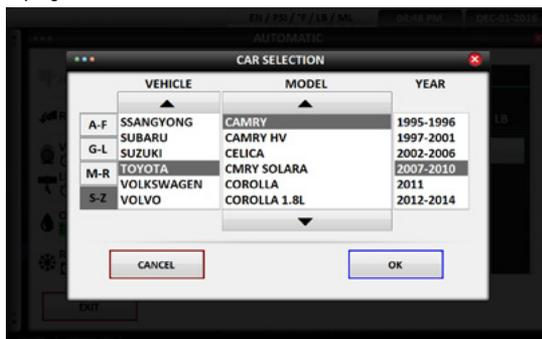 EN / PSI / °F / LB / ML 04:48 PM DEC-01-2016
AUTOMATIC
CAR SELECTION
VEHICLE MODEL YEAR
A-F
G-L
M-R
S-Z
SSANGYONG
SUBARU
SUZUKI
TOYOTA
VOLKSWAGEN
VOLVO
CAMRY
CAMRY HV
CELICA
CMRY SOLARA
COROLLA
COROLLA 1.8L
1995-1996
1997-2001
2002-2006
2007-2010
2011
2012-2014
LB
CANCEL OK
EXIT